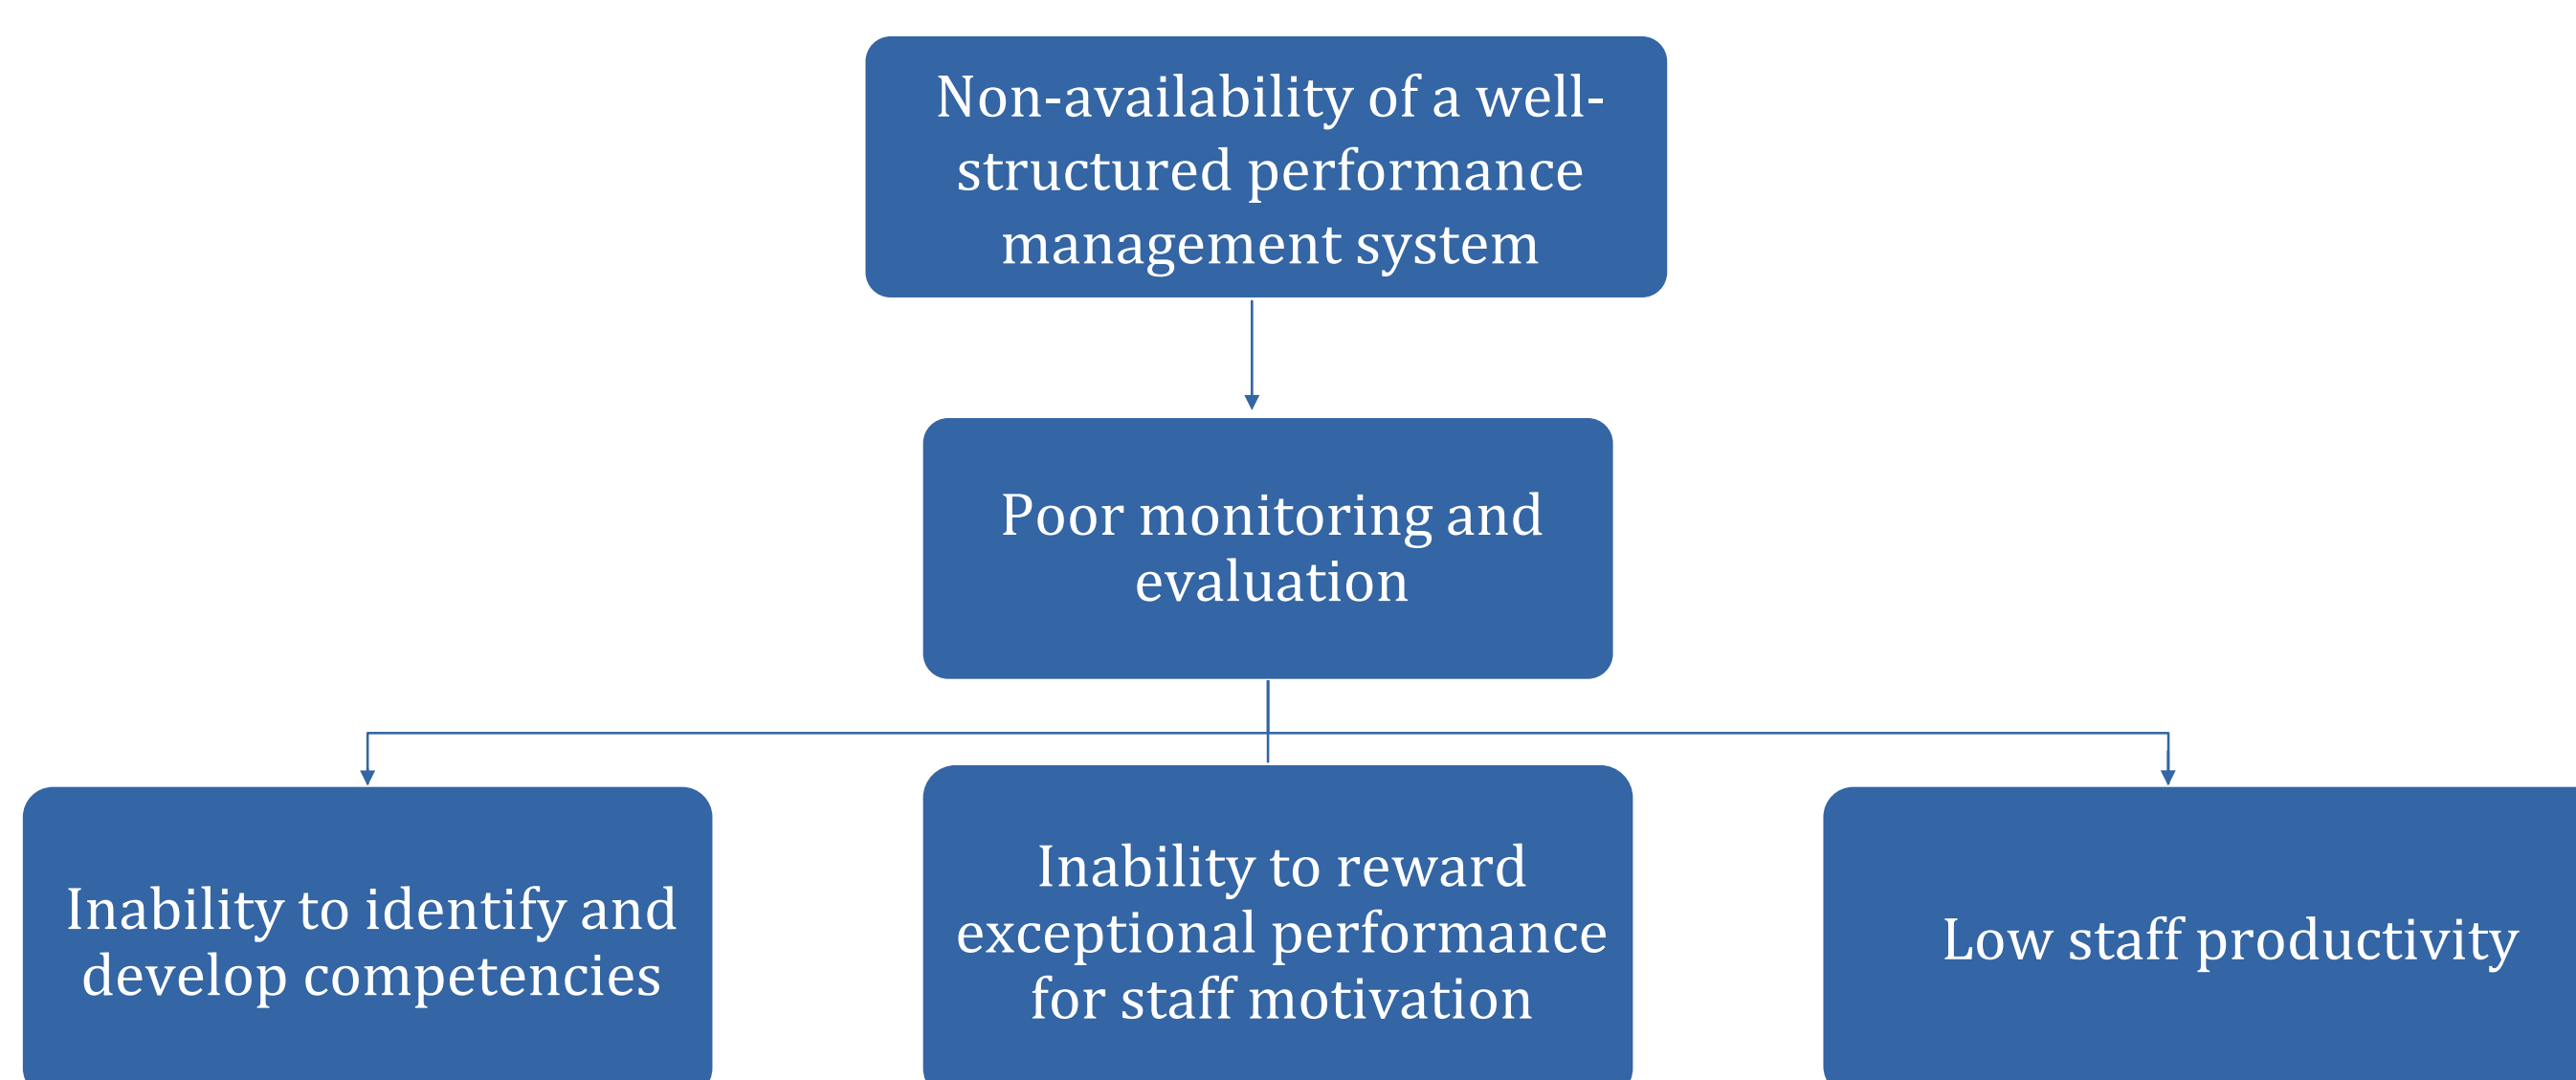 Non-availability of a well-
structured performance
management system
Poor monitoring and
evaluation
Inability to identify and
develop competencies
Inability to reward
exceptional performance
for staff motivation
Low staff productivity